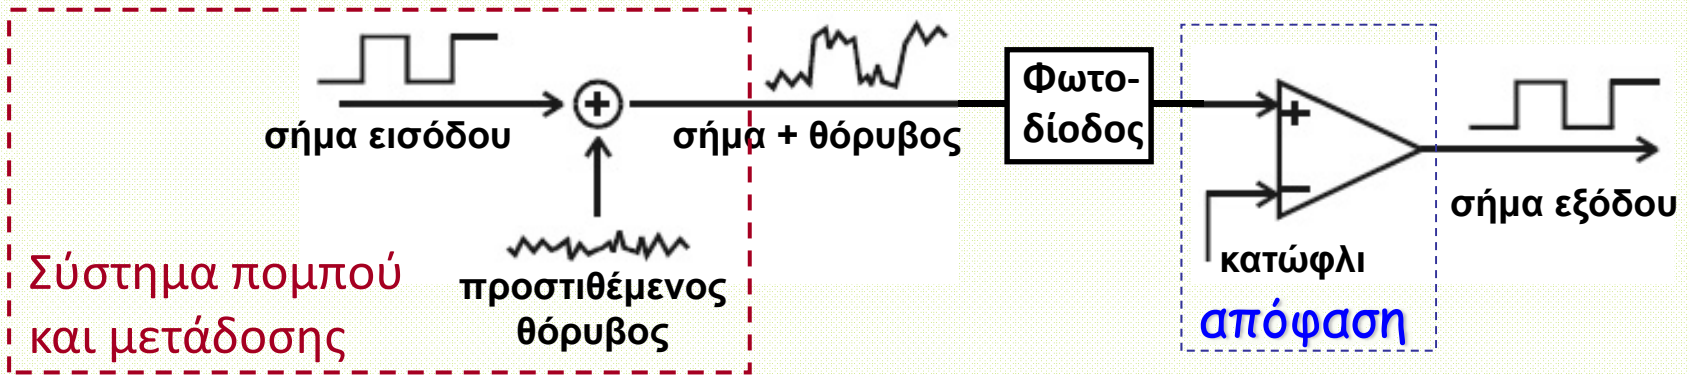 σήμα εισόδου
+
σήμα + θόρυβος
Φωτο-
δίοδος
+
−
σήμα εξόδου
κατώφλι
απόφαση
προστιθέμενος
θόρυβος
Σύστημα πομπού
και μετάδοσης